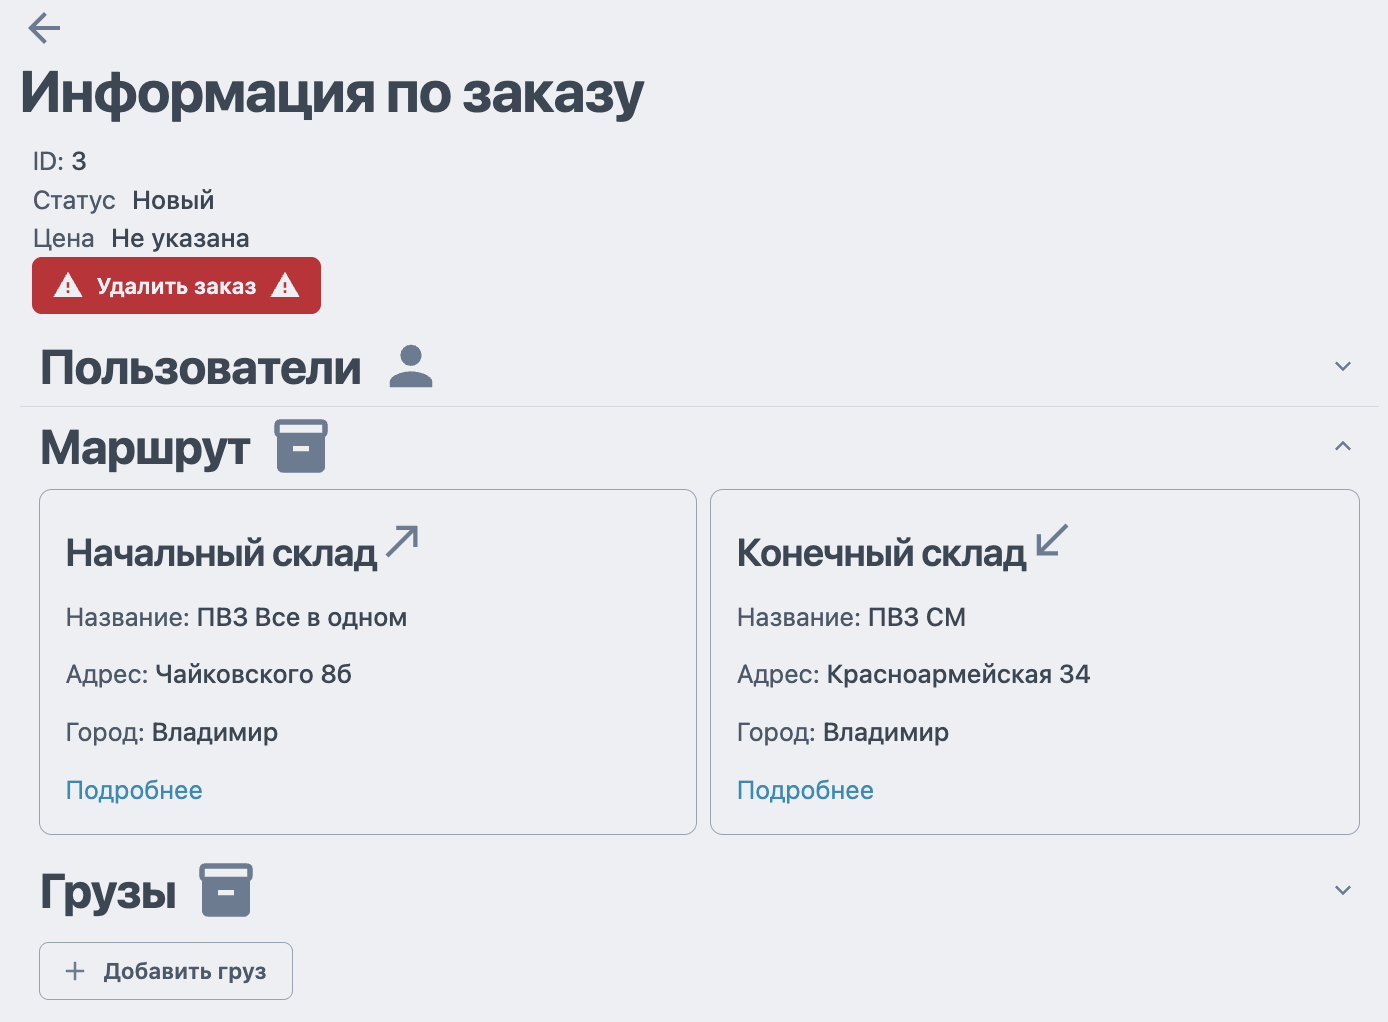 Информация по заказу
ID: 3
Статус Новый
Цена Не указана
Удалить заказ
Пользователи
Маршрут
Начальный склад
Название: ПВЗ Все в одном
Адрес: Чайковского 8б
Город: Владимир
Подробнее
Конечный склад
Название: ПВЗ СМ
Адрес: Красноармейская 34
Город: Владимир
Подробнее
Грузы
Добавить груз